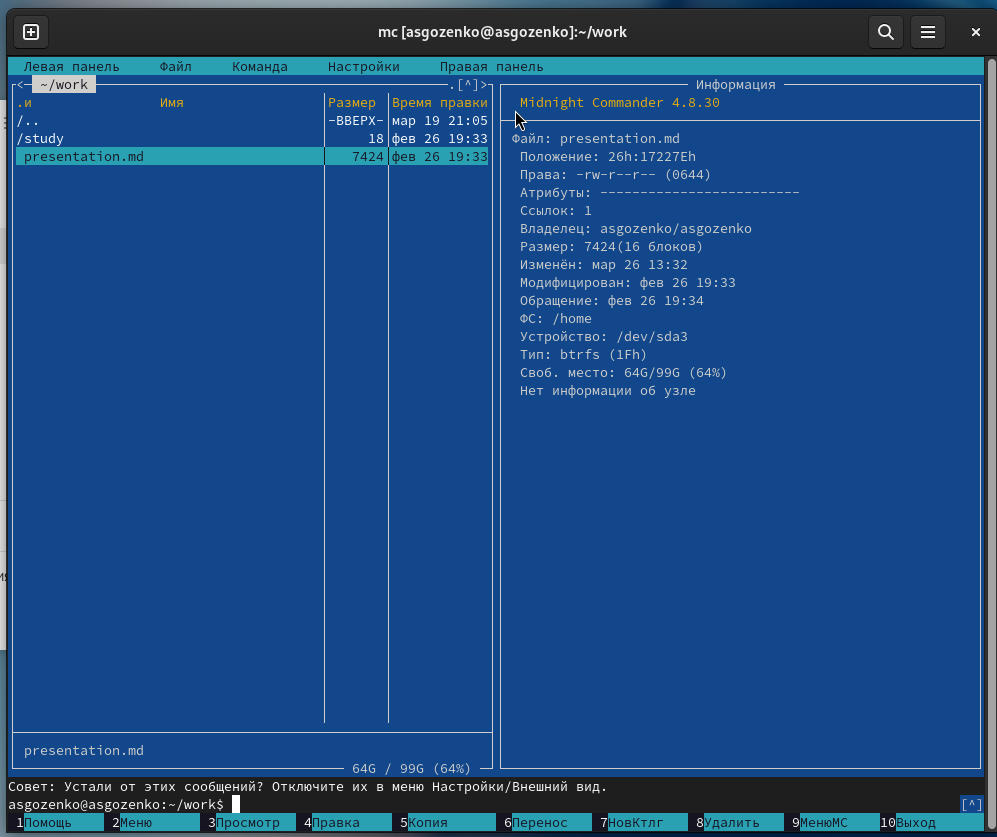 mc [asgozenko@asgozenko]:~/work
Левая панель Файл Команда Настройки Правая панель
<- ~/work .[^]>
.и Имя Размер Время правки
/.. -ВВЕРХ- мар 19 21:05
/study 18 фев 26 19:33
presentation.md 7424 фев 26 19:33
presentation.md
64G / 99G (64%)
Информация
Midnight Commander 4.8.30
Файл: presentation.md
Положение: 26h:17227Eh
Права: -rw-r--r-- (0644)
Атрибуты: -------------------------
Ссылок: 1
Владелец: asgozenko/asgozenko
Размер: 7424(16 блоков)
Изменён: мар 26 13:32
Модифицирован: фев 26 19:33
Обращение: фев 26 19:34
ФС: /home
Устройство: /dev/sda3
Тип: btrfs (1Fh)
Своб. место: 64G/99G (64%)
Нет информации об узле
Совет: Устали от этих сообщений? Отключите их в меню Настройки/Внешний вид.
asgozenko@asgozenko:~/work$ [^]
1Помощь 2Меню 3Просмотр 4Правка 5Копия 6Перенос 7НовКтлг 8Удалить 9МенюМС 10Выход